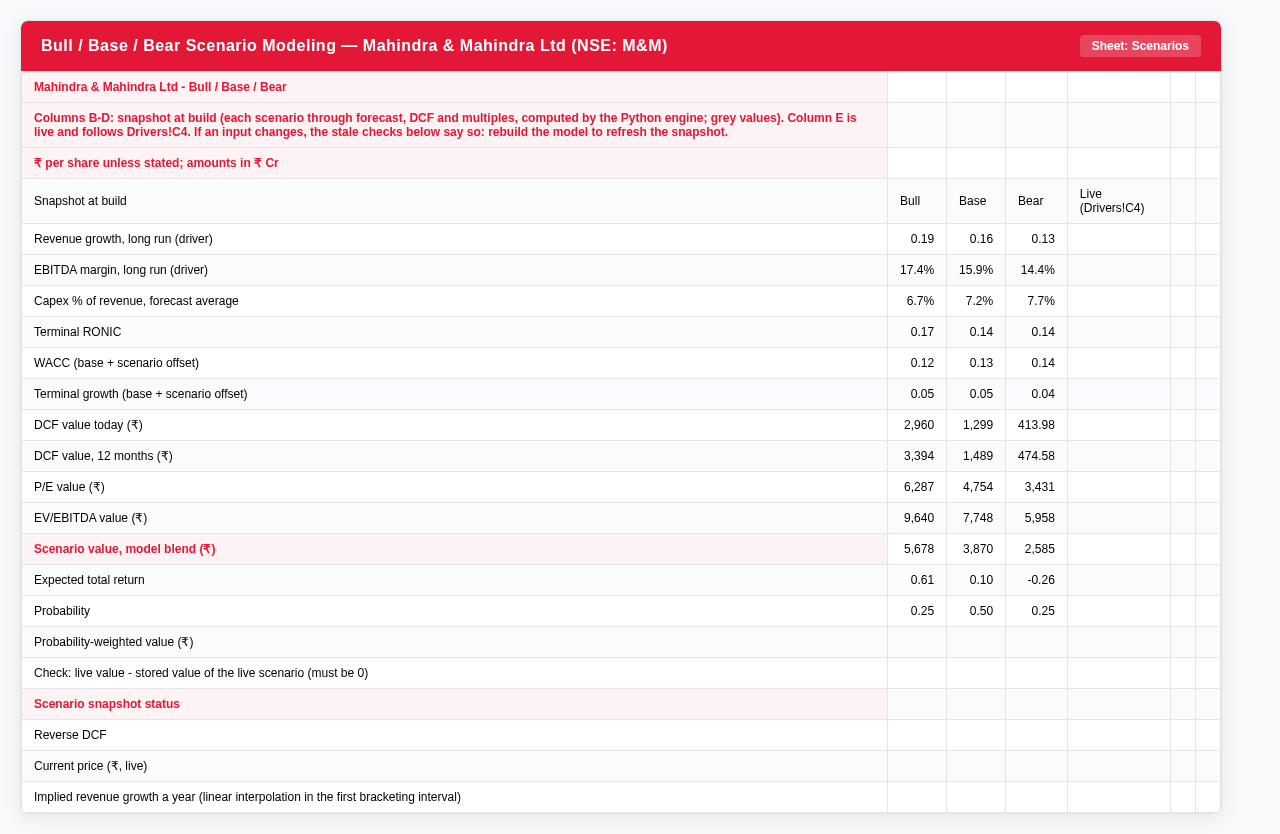 Bull / Base / Bear Scenario Modeling — Mahindra & Mahindra Ltd (NSE: M&M)
Sheet: Scenarios
Mahindra & Mahindra Ltd - Bull / Base / Bear
Columns B-D: snapshot at build (each scenario through forecast, DCF and multiples, computed by the Python engine; grey values). Column E is
live and follows Drivers!C4. If an input changes, the stale checks below say so: rebuild the model to refresh the snapshot.
₹ per share unless stated; amounts in ₹ Cr
Snapshot at build Bull Base Bear Live
(Drivers!C4)
Revenue growth, long run (driver) 0.19 0.16 0.13
EBITDA margin, long run (driver) 17.4% 15.9% 14.4%
Capex % of revenue, forecast average 6.7% 7.2% 7.7%
Terminal RONIC 0.17 0.14 0.14
WACC (base + scenario offset) 0.12 0.13 0.14
Terminal growth (base + scenario offset) 0.05 0.05 0.04
DCF value today (₹) 2,960 1,299 413.98
DCF value, 12 months (₹) 3,394 1,489 474.58
P/E value (₹) 6,287 4,754 3,431
EV/EBITDA value (₹) 9,640 7,748 5,958
Scenario value, model blend (₹) 5,678 3,870 2,585
Expected total return 0.61 0.10 -0.26
Probability 0.25 0.50 0.25
Probability-weighted value (₹)
Check: live value - stored value of the live scenario (must be 0)
Scenario snapshot status
Reverse DCF
Current price (₹, live)
Implied revenue growth a year (linear interpolation in the first bracketing interval)